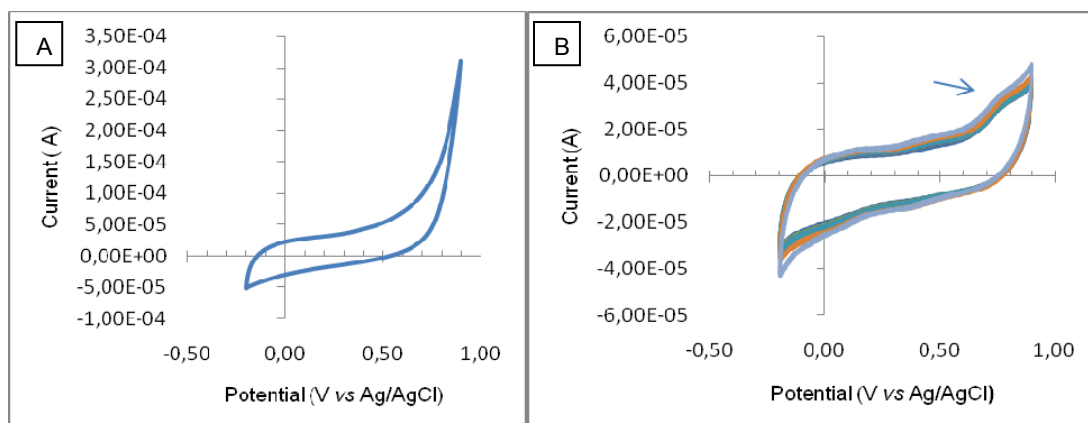 A
3,50E-04
3,00E-04
2,50E-04
2,00E-04
1,50E-04
1,00E-04
5,00E-05
0,00E+00
-5,00E-05
-1,00E-04
Current ( A)
-0,50 0,00 0,50 1,00
Potential (V vs Ag/AgCl)
B
6,00E-05
4,00E-05
2,00E-05
0,00E+00
-2,00E-05
-4,00E-05
-6,00E-05
Current (A)
-0,50 0,00 0,50 1,00
Potential (V vs Ag/AgCl)